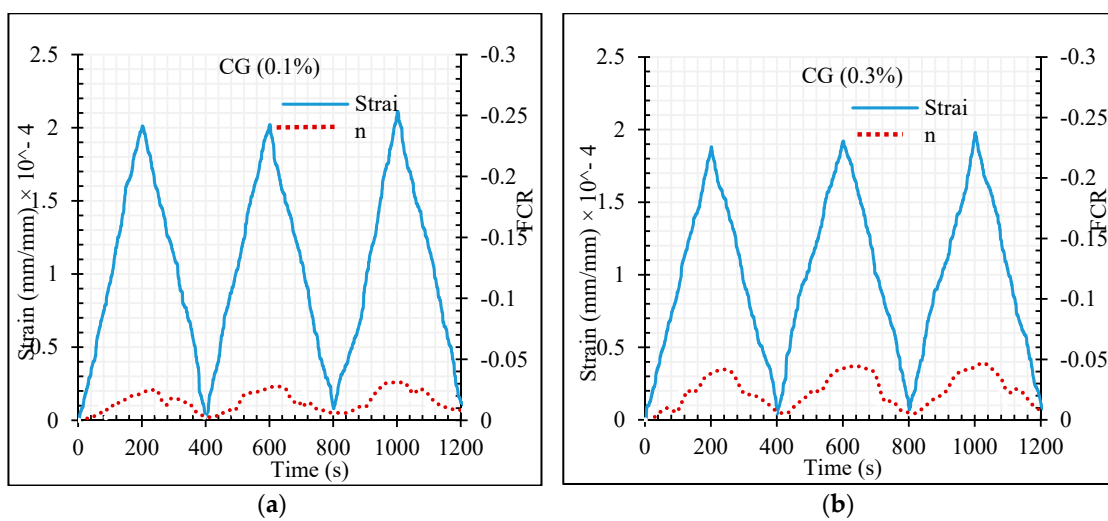 CG (0.1%)
Strai
n
2.5
2
1.5
1
0.5
0
-0.3
-0.25
-0.2
-0.15
-0.1
-0.05
0
Strain (mm/mm) × 10^- 4
FCR
0 200 400 600 800 1000 1200
Time (s)
(a)
CG (0.3%)
Strai
n
2.5
2
1.5
1
0.5
0
-0.3
-0.25
-0.2
-0.15
-0.1
-0.05
0
Strain (mm/mm) × 10^- 4
FCR
0 200 400 600 800 1000 1200
Time (s)
(b)